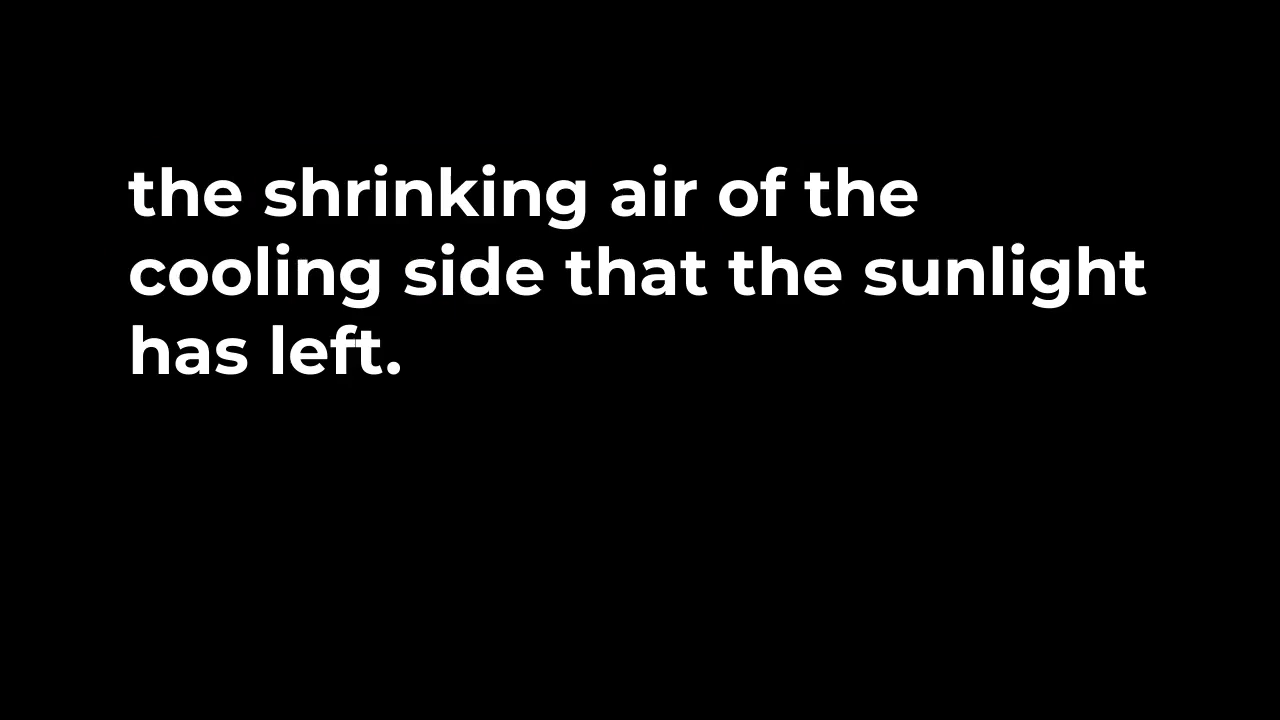 the shrinking air of the
cooling side that the sunlight
has left.